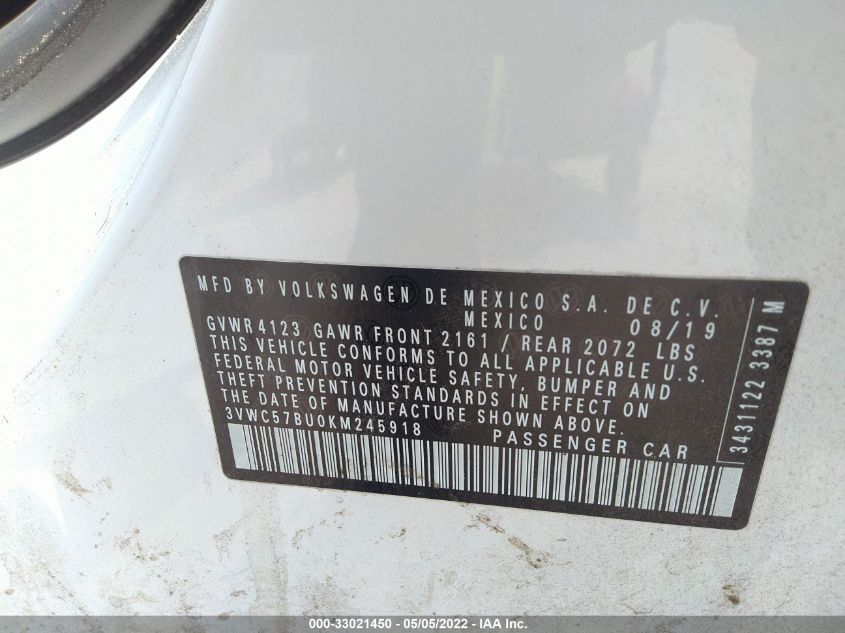 MFD BY VOLKSWAGEN DE MEXICO S.A. DE C.V.
MEXICO 08/19
GVWR 4123 GAWR FRONT 2161 / REAR 2072 LBS
THIS VEHICLE CONFORMS TO ALL APPLICABLE U.S.
FEDERAL MOTOR VEHICLE SAFETY, BUMPER AND
THEFT PREVENTION STANDARDS IN EFFECT ON
THE DATE OF MANUFACTURE SHOWN ABOVE.
3VWC57BU0KM245918 PASSENGER CAR
3431122 3387 M
000-33021450 - 05/05/2022 - IAA Inc.